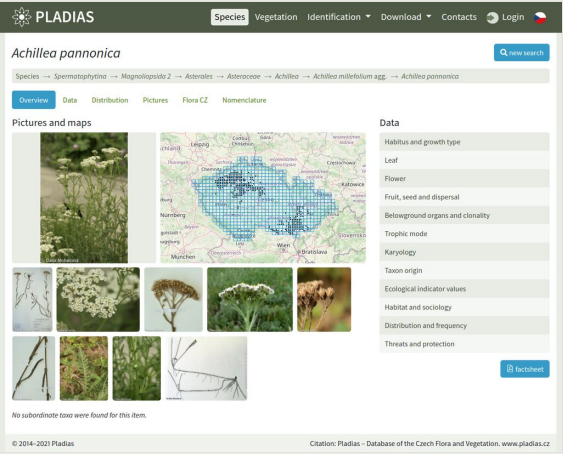 PLADIAS
Species Vegetation Identification Download Contacts Login
Achillea pannonica
new search
Species → Spermatophytina → Magnoliopsida 2 → Asterales → Asteraceae → Achillea → Achillea millefolium agg. → Achillea pannonica
Overview Data Distribution Pictures Flora CZ Nomenclature
Pictures and maps
Data
Leipzig
Chemnitz
Częstochowa
Katowice
Nürnberg
Wien
Bratislava
München
Slovensko
Habitus and growth type
Leaf
Flower
Fruit, seed and dispersal
Belowground organs and clonality
Trophic mode
Karyology
Taxon origin
Ecological indicator values
Habitat and sociology
Distribution and frequency
Threats and protection
factsheet
No subordinate taxa were found for this item.
© 2014–2021 Pladias
Citation: Pladias – Database of the Czech Flora and Vegetation. www.pladias.cz